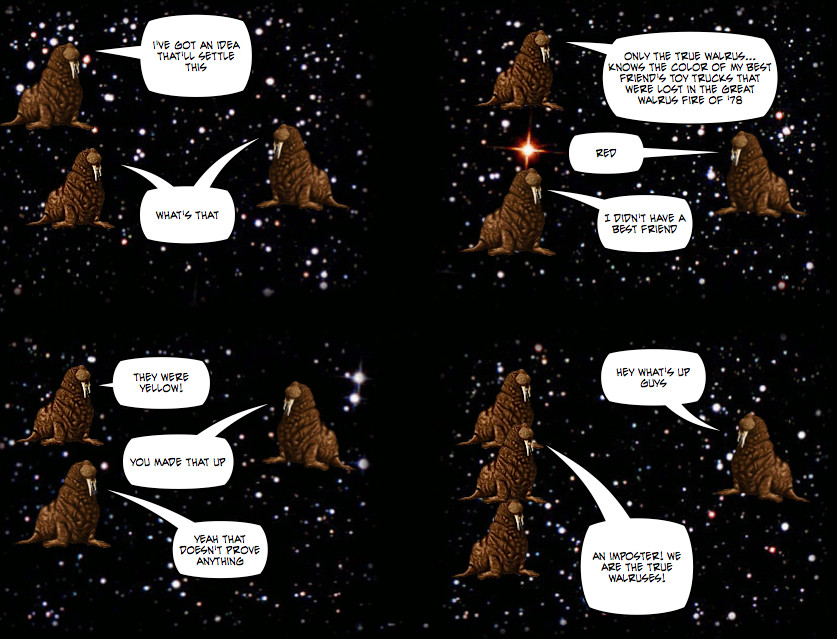 I'VE GOT AN IDEA
THAT'LL SETTLE
THIS
WHAT'S THAT
ONLY THE TRUE WALRUS...
KNOWS THE COLOR OF MY BEST
FRIEND'S TOY TRUCKS THAT
WERE LOST IN THE GREAT
WALRUS FIRE OF '78
RED
I DIDN'T HAVE A
BEST FRIEND
THEY WERE
YELLOW!
YOU MADE THAT UP
YEAH THAT
DOESN'T PROVE
ANYTHING
HEY WHAT'S UP
GUYS
AN IMPOSTER! WE
ARE THE TRUE
WALRUSES!